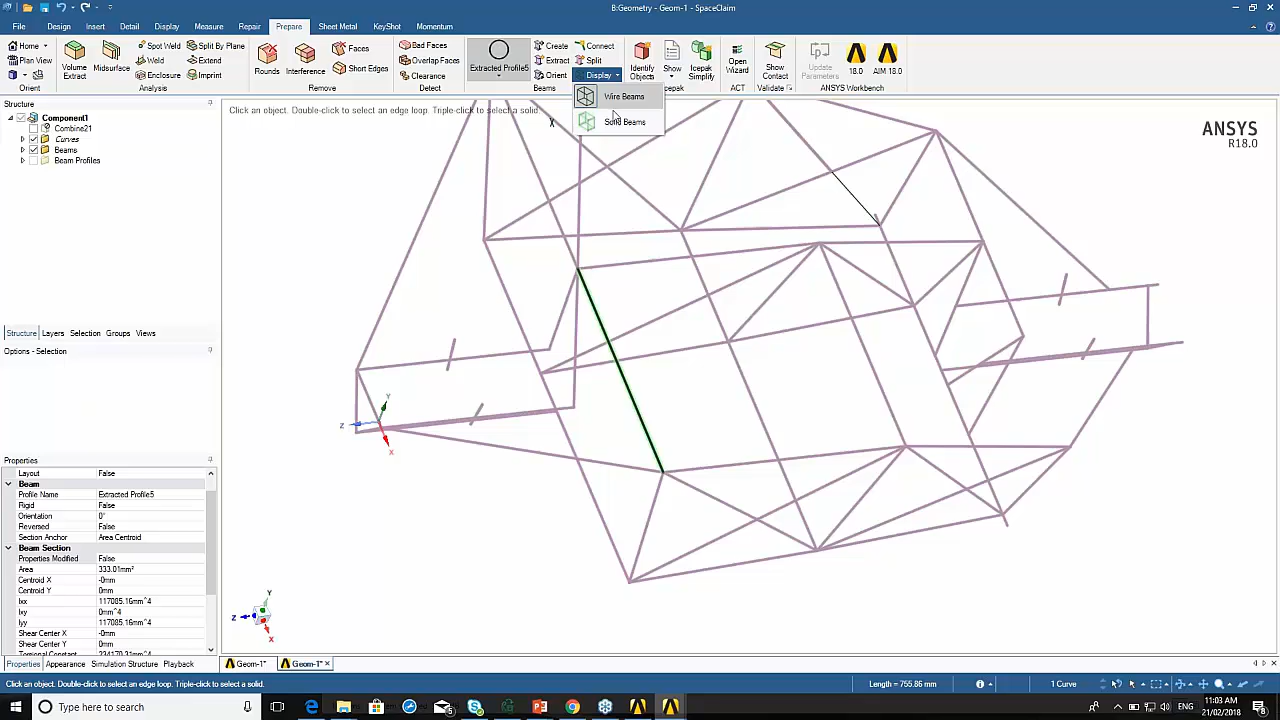 B:Geometry - Geom-1 - SpaceClaim
File Design Insert Detail Display Measure Repair Prepare Sheet Metal KeyShot Momentum
Home
Plan View
Orient
Volume Extract
Midsurface
Spot Weld
Weld
Enclosure
Split By Plane
Extend
Imprint
Analysis
Rounds
Interference
Faces
Short Edges
Remove
Bad Faces
Overlap Faces
Clearance
Detect
Extracted Profile5
Create
Extract
Orient
Connect
Split
Display
Beams
Identify Objects
Show
Icepak Simplify
epak
Open Wizard
ACT
Show Contact
Validate
Update Parameters
18.0
AIM 18.0
ANSYS Workbench
Wire Beams
Solid Beams
Structure
Component1
Combine21
Curves
Beams
Beam Profiles
Click an object. Double-click to select an edge loop. Triple-click to select a solid.
X
ANSYS
R18.0
Y
Z
X
Y
Z
X
Structure Layers Selection Groups Views
Options - Selection
Properties
Layout False
Beam
Profile Name Extracted Profile5
Rigid False
Orientation 0°
Reversed False
Section Anchor Area Centroid
Beam Section
Properties Modified False
Area 333.01mm²
Centroid X -0mm
Centroid Y 0mm
Ixx 117085.16mm^4
Ixy 0mm^4
Iyy 117085.16mm^4
Shear Center X -0mm
Shear Center Y 0mm
Torsional Constant 234170.31mm^4
Properties Appearance Simulation Structure Playback
Geom-1* Geom-1*
Click an object. Double-click to select an edge loop. Triple-click to select a solid.
Length = 755.86 mm
1 Curve
Type here to search
ENG
11:03 AM
21/02/2018